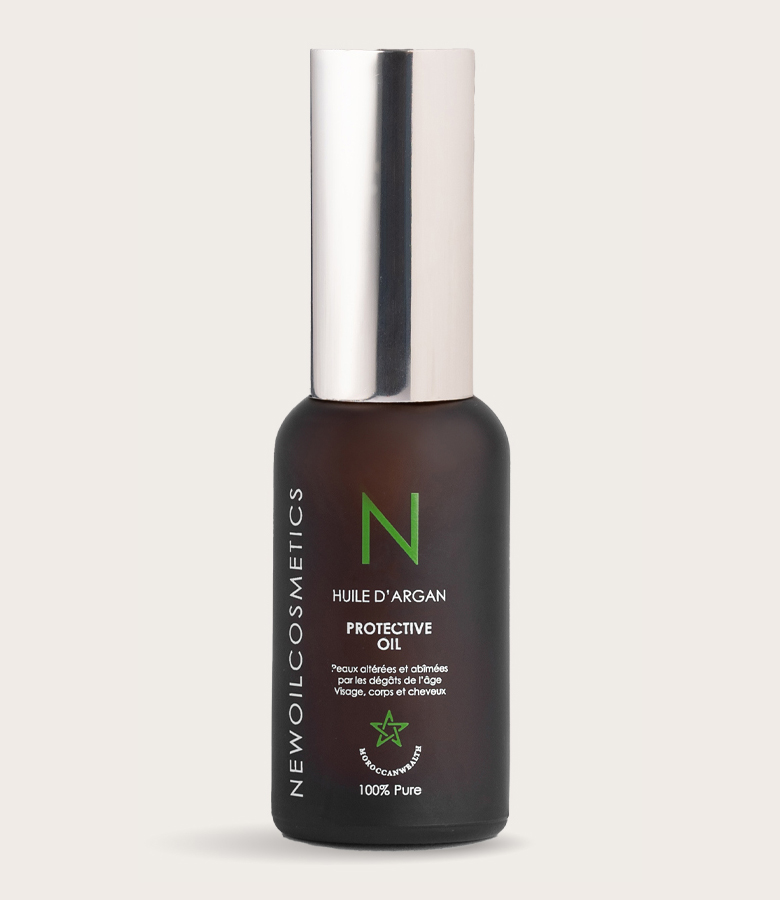 NEWOILCOSMETICS
N
HUILE D'ARGAN
PROTECTIVE
OIL
Peaux altérées et abîmées
par les dégâts de l'âge
Visage, corps et cheveux
MOROCCANWEALTH
100% Pure